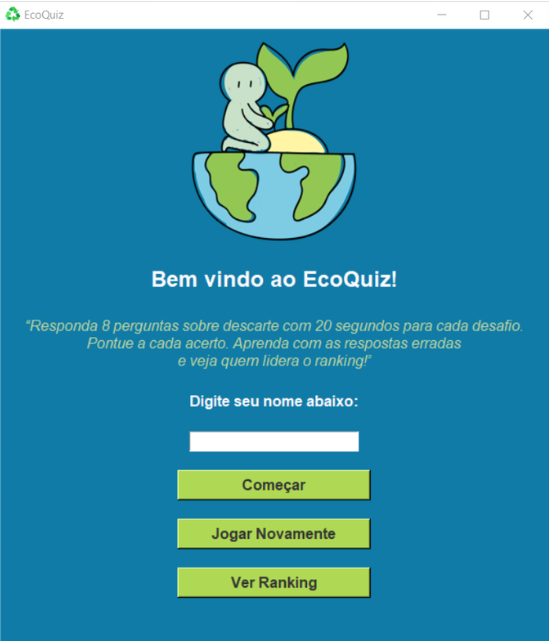 EcoQuiz
Bem vindo ao EcoQuiz!
"Responda 8 perguntas sobre descarte com 20 segundos para cada desafio.
Pontue a cada acerto. Aprenda com as respostas erradas
e veja quem lidera o ranking!"
Digite seu nome abaixo:
Começar
Jogar Novamente
Ver Ranking